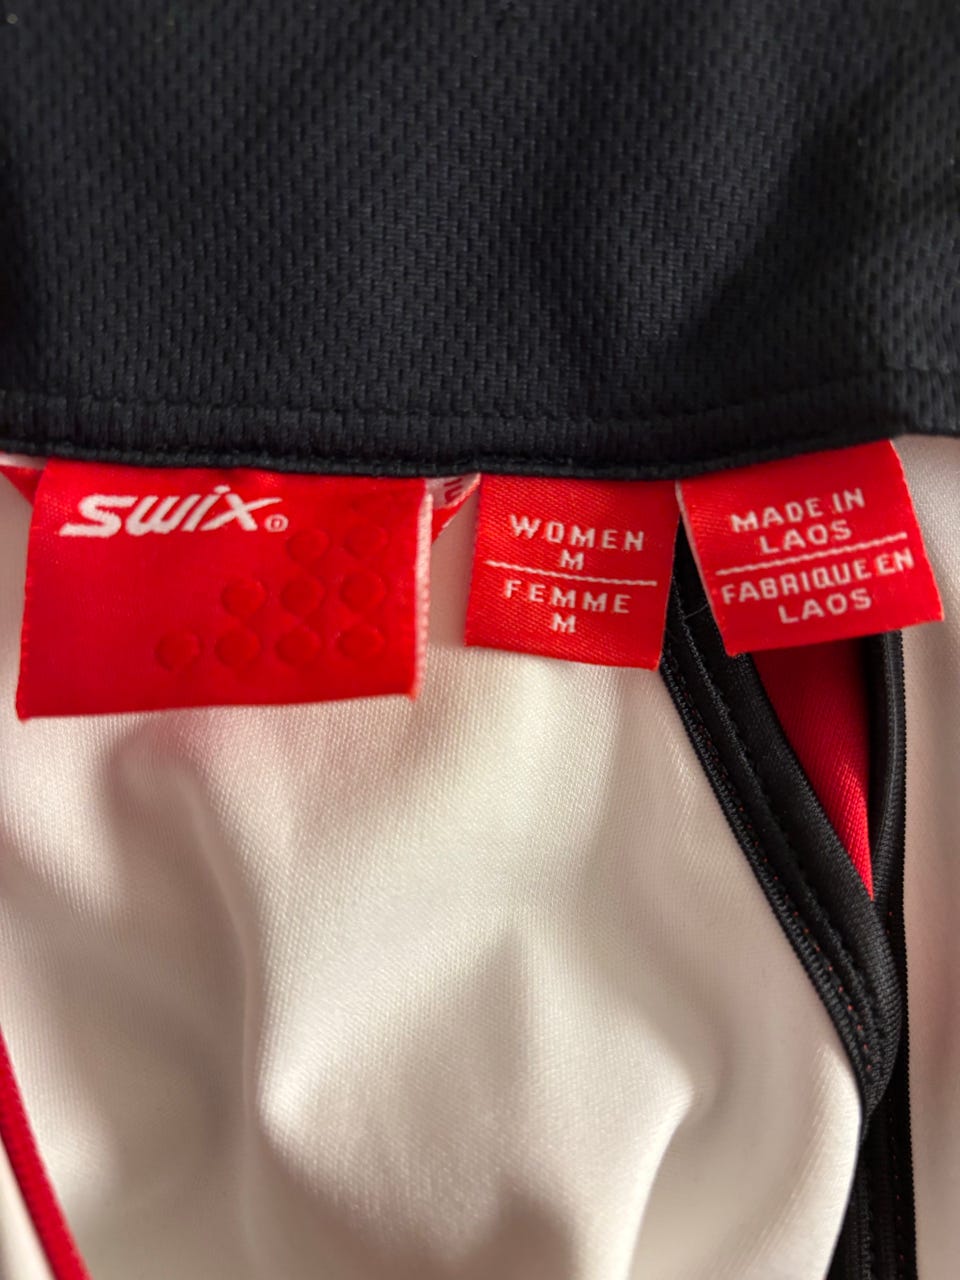 swix®
WOMEN
M
FEMME
M
MADE IN
LAOS
FABRIQUE EN
LAOS